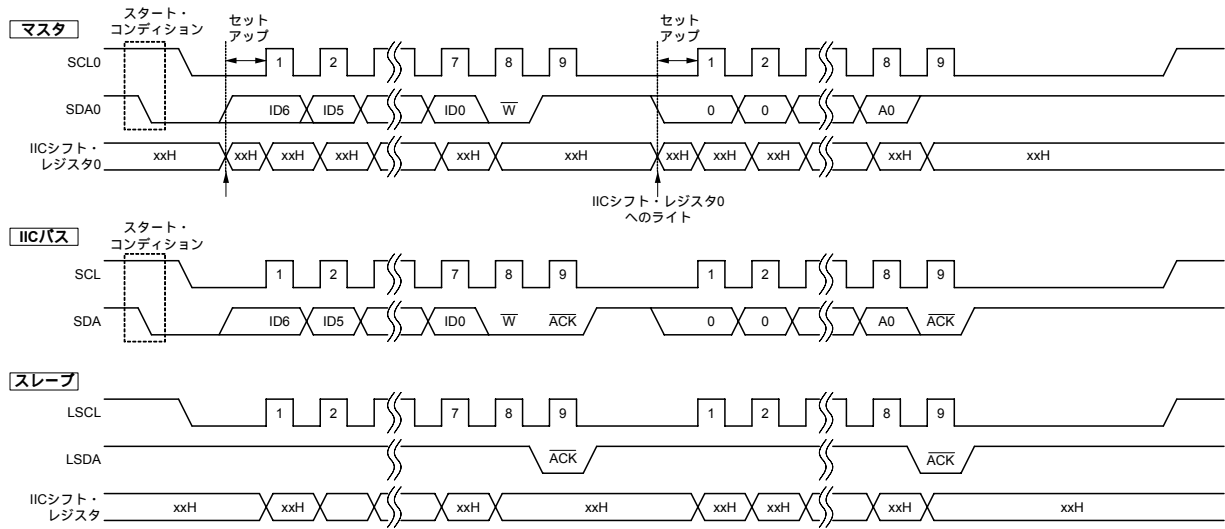 スタート・
コンディション
セット
アップ
セット
アップ
マスタ
SCL0 1 2 7 8 9 1 2 8 9
SDA0 ID6 ID5 ID0 W 0 0 A0
IICシフト・
レジスタ0
xxH xxH xxH xxH xxH xxH xxH xxH xxH xxH xxH
IICシフト・レジスタ0
へのライト
スタート・
コンディション
IICバス
SCL 1 2 7 8 9 1 2 8 9
SDA ID6 ID5 ID0 W ACK 0 0 A0 ACK
スレーブ
LSCL 1 2 7 8 9 1 2 8 9
LSDA ACK ACK
IICシフト・
レジスタ
xxH xxH xxH xxH xxH xxH xxH xxH